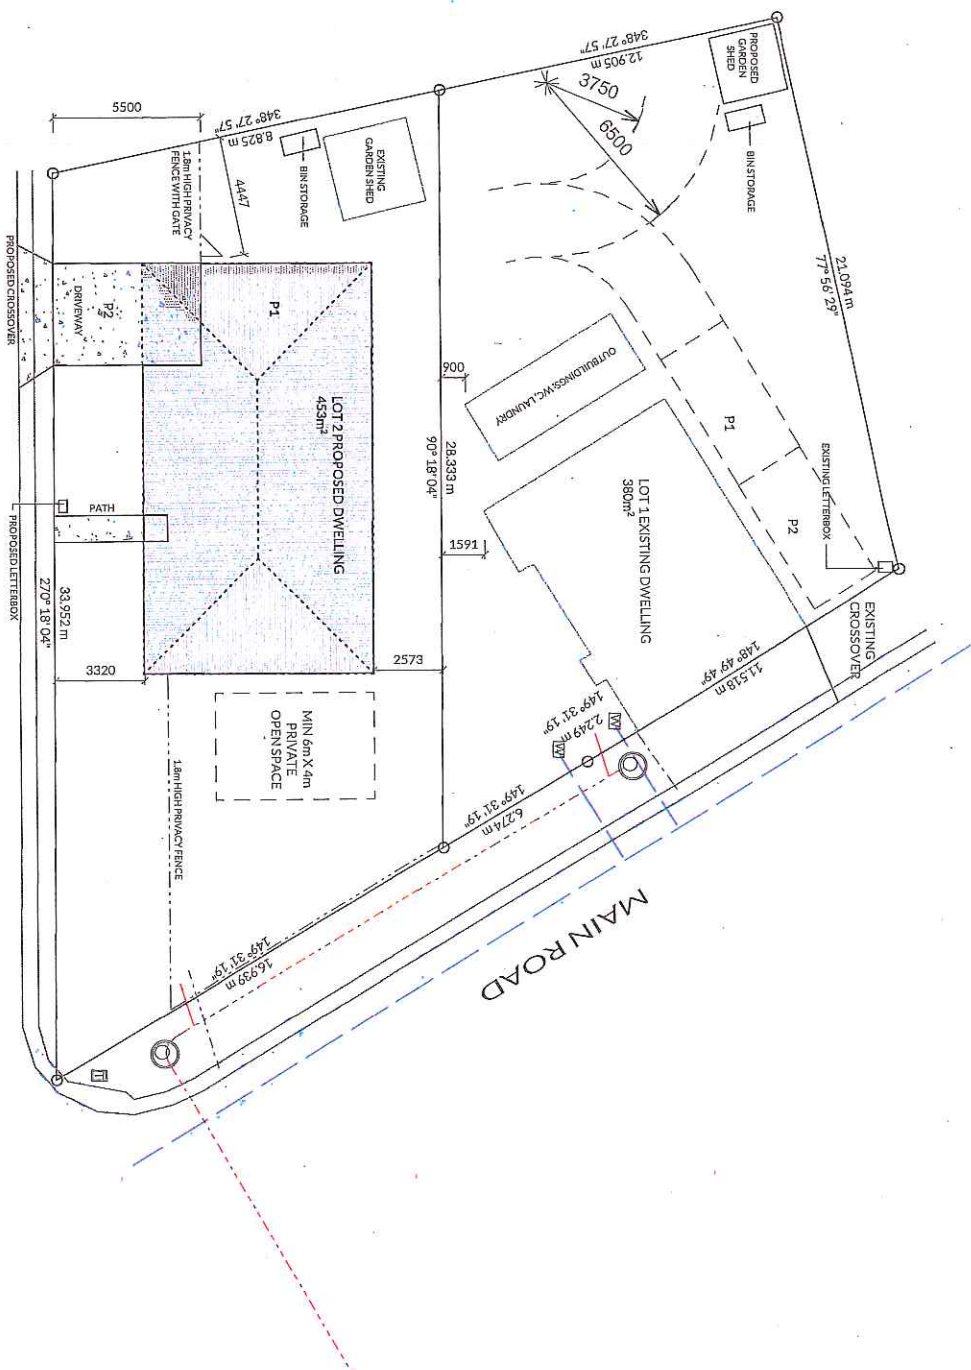 348° 27' 57"
12.905 m
PROPOSED
GARDEN
SHED
3750
6500
BIN STORAGE
5500
348° 27' 57"
8.825 m
1.8m HIGH PRIVACY
FENCE WITH GATE
4447
BIN STORAGE
EXISTING
GARDEN SHED
21.094 m
77° 56' 29"
PROPOSED CROSSOVER
DRIVEWAY
P2
P1
900
OUTBUILDINGS: W.C, LAUNDRY
P1
EXISTING LETTERBOX
P2
LOT 2 PROPOSED DWELLING
453m²
28.333 m
90° 18' 04"
LOT 1 EXISTING DWELLING
380m²
1591
PATH
PROPOSED LETTERBOX
33.952 m
270° 18' 04"
EXISTING
CROSSOVER
3320
2573
148° 49' 49"
11.518 m
MIN 6m X 4m
PRIVATE
OPEN SPACE
149° 31' 19"
2.249 m
W
W
1.8m HIGH PRIVACY FENCE
149° 31' 19"
6.274 m
MAIN ROAD
149° 31' 19"
16.939 m
T